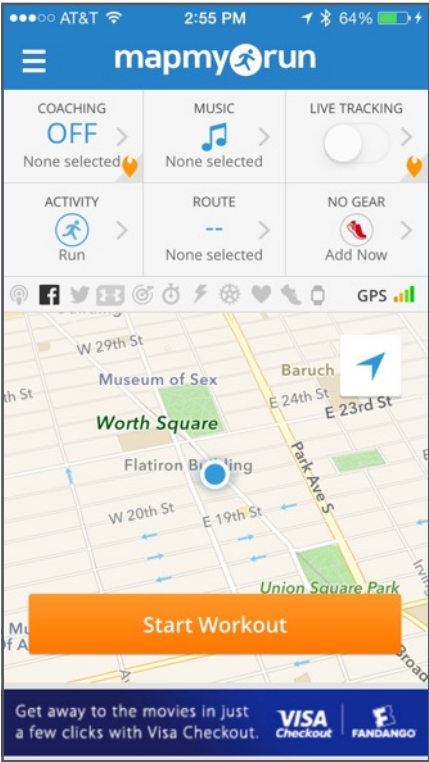 AT&T 2:55 PM 64%
mapmyrun
COACHING MUSIC LIVE TRACKING
OFF
None selected None selected
ACTIVITY ROUTE NO GEAR
--
Run None selected Add Now
GPS
W 29th St
Museum of Sex Baruch
th St E 24th St E 23rd St
Worth Square
Flatiron Building Park Ave S
W 20th St E 19th St
Union Square Park
Start Workout
Get away to the movies in just
a few clicks with Visa Checkout.
VISA
Checkout
FANDANGO